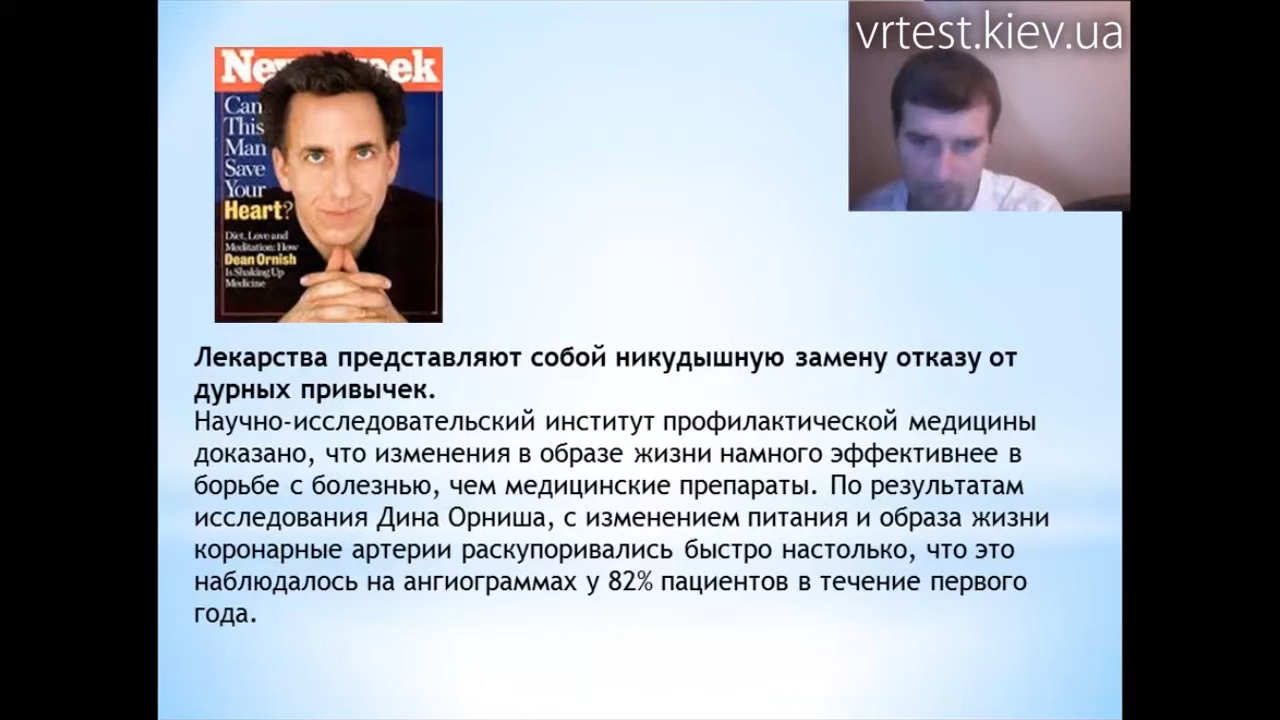 vrtest.kiev.ua
Newsweek
Can
This
Man
Save
Your
Heart?
Diet, Love and
Meditation: How
Dean Ornish
Is Shaking Up
Medicine
Лекарства представляют собой никудышную замену отказу от
дурных привычек.
Научно-исследовательский институт профилактической медицины
доказано, что изменения в образе жизни намного эффективнее в
борьбе с болезнью, чем медицинские препараты. По результатам
исследования Дина Орниша, с изменением питания и образа жизни
коронарные артерии раскупоривались быстро настолько, что это
наблюдалось на ангиограммах у 82% пациентов в течение первого
года.